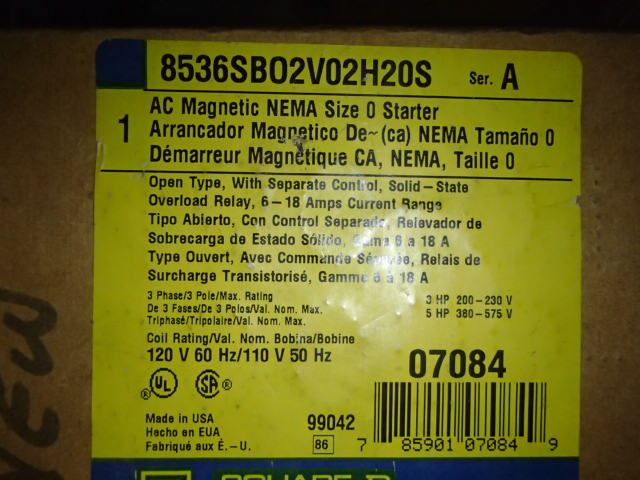 8536SBO2V02H20S Ser. A
1
AC Magnetic NEMA Size 0 Starter
Arrancador Magnetico De~(ca) NEMA Tamaño 0
Démarreur Magnétique CA, NEMA, Taille 0
Open Type, With Separate Control, Solid-State
Overload Relay, 6-18 Amps Current Range
Tipo Abierto, Con Control Separado, Relevador de
Sobrecarga de Estado Sólido, Gama 6 a 18 A
Type Ouvert, Avec Commande Séparée, Relais de
Surcharge Transistorisé, Gamme 6 à 18 A
3 Phase/3 Pole/Max. Rating
De 3 Fases/De 3 Polos/Val. Nom. Max.
Triphasé/Tripolaire/Val. Nom. Max.
3 HP 200-230 V
5 HP 380-575 V
Coil Rating/Val. Nom. Bobina/Bobine
120 V 60 Hz/110 V 50 Hz
07084
UL ® SA ®
Made in USA
Hecho en EUA
Fabriqué aux É.-U.
99042
86
7 85901 07084 9
SQUARE D
NEW